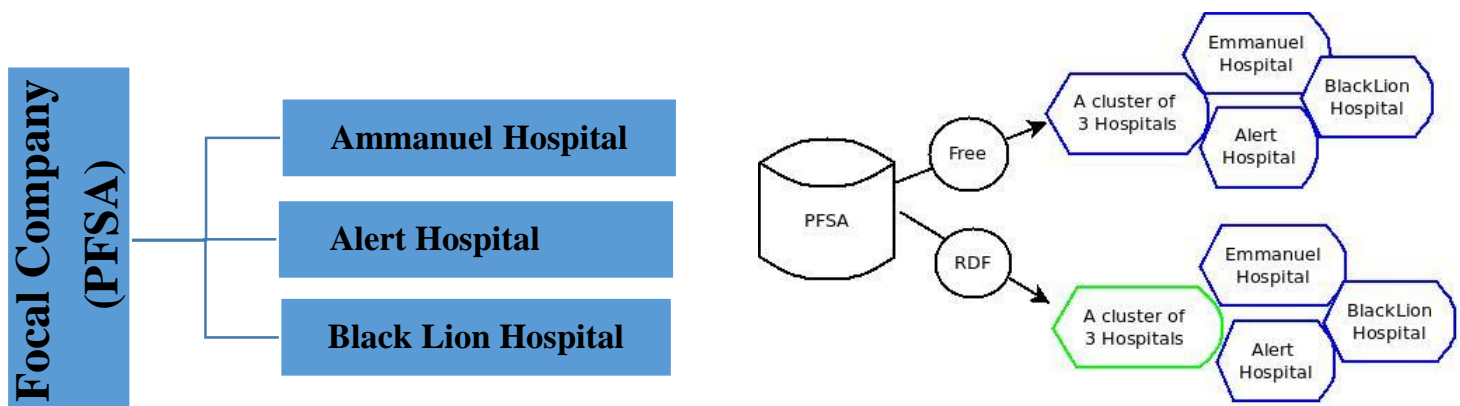 Focal Company
(PFSA)
Ammanuel Hospital
Alert Hospital
Black Lion Hospital
PFSA
Free
RDF
A cluster of
3 Hospitals
Emmanuel
Hospital
BlackLion
Hospital
Alert
Hospital
A cluster of
3 Hospitals
Emmanuel
Hospital
BlackLion
Hospital
Alert
Hospital